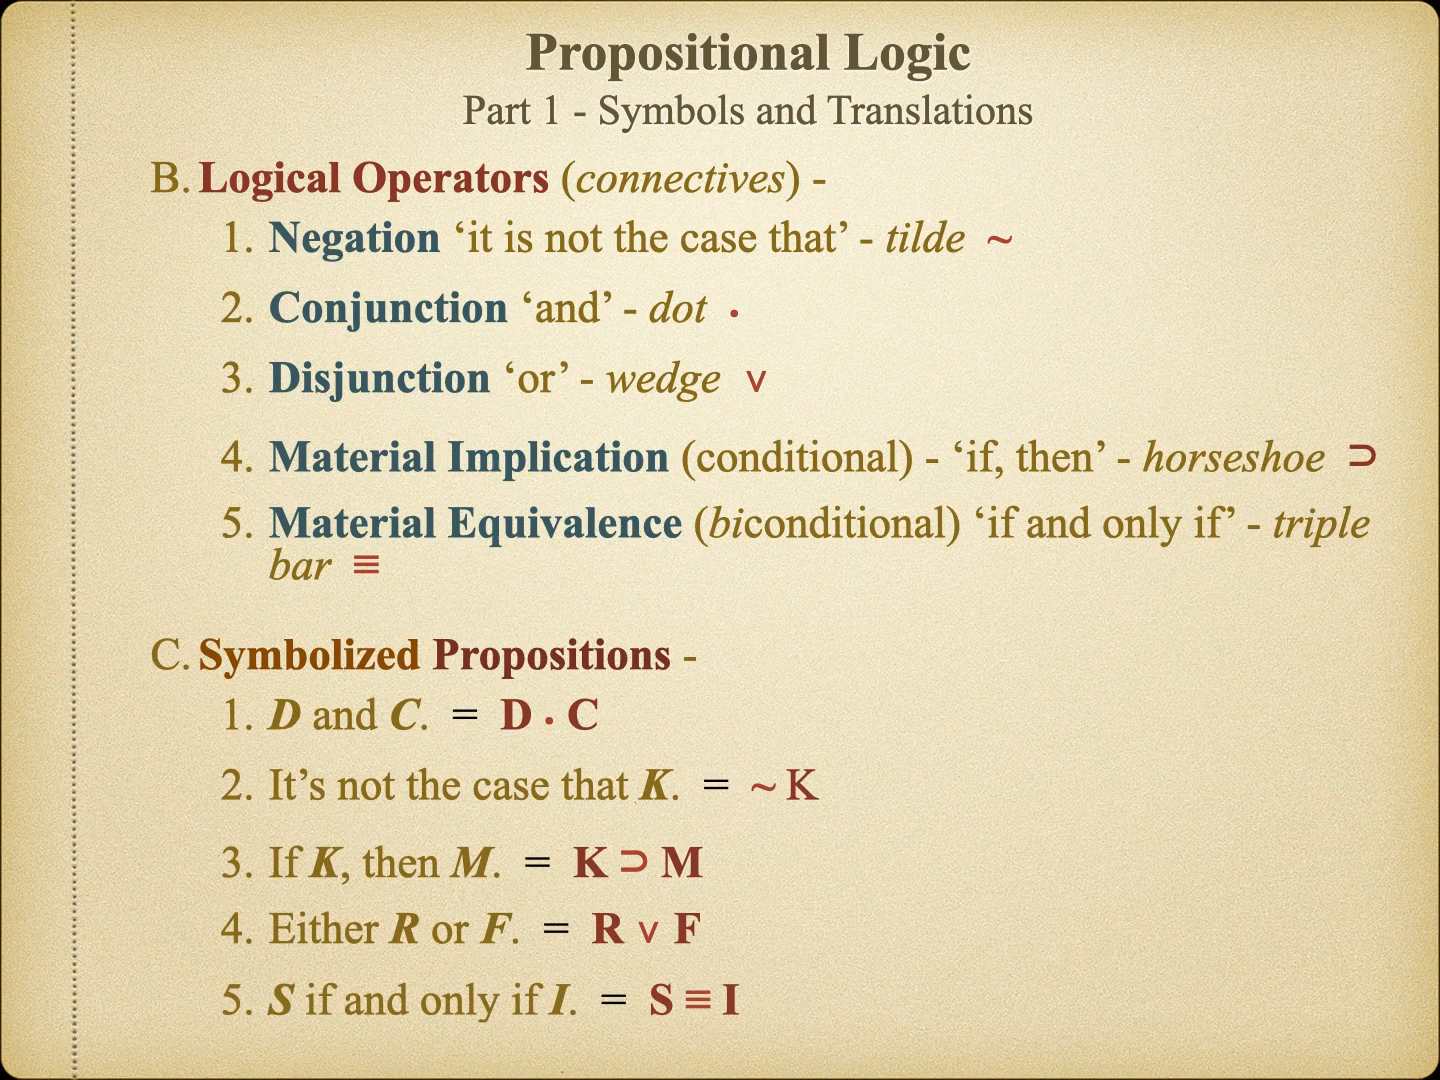 Propositional Logic
Part 1 - Symbols and Translations
B. Logical Operators (connectives) -
1. Negation ‘it is not the case that’ - tilde ~
2. Conjunction ‘and’ - dot ·
3. Disjunction ‘or’ - wedge v
4. Material Implication (conditional) - ‘if, then’ - horseshoe ⊃
5. Material Equivalence (biconditional) ‘if and only if’ - triple
bar ≡
C. Symbolized Propositions -
1. D and C. = D · C
2. It’s not the case that K. = ~ K
3. If K, then M. = K ⊃ M
4. Either R or F. = R v F
5. S if and only if I. = S ≡ I